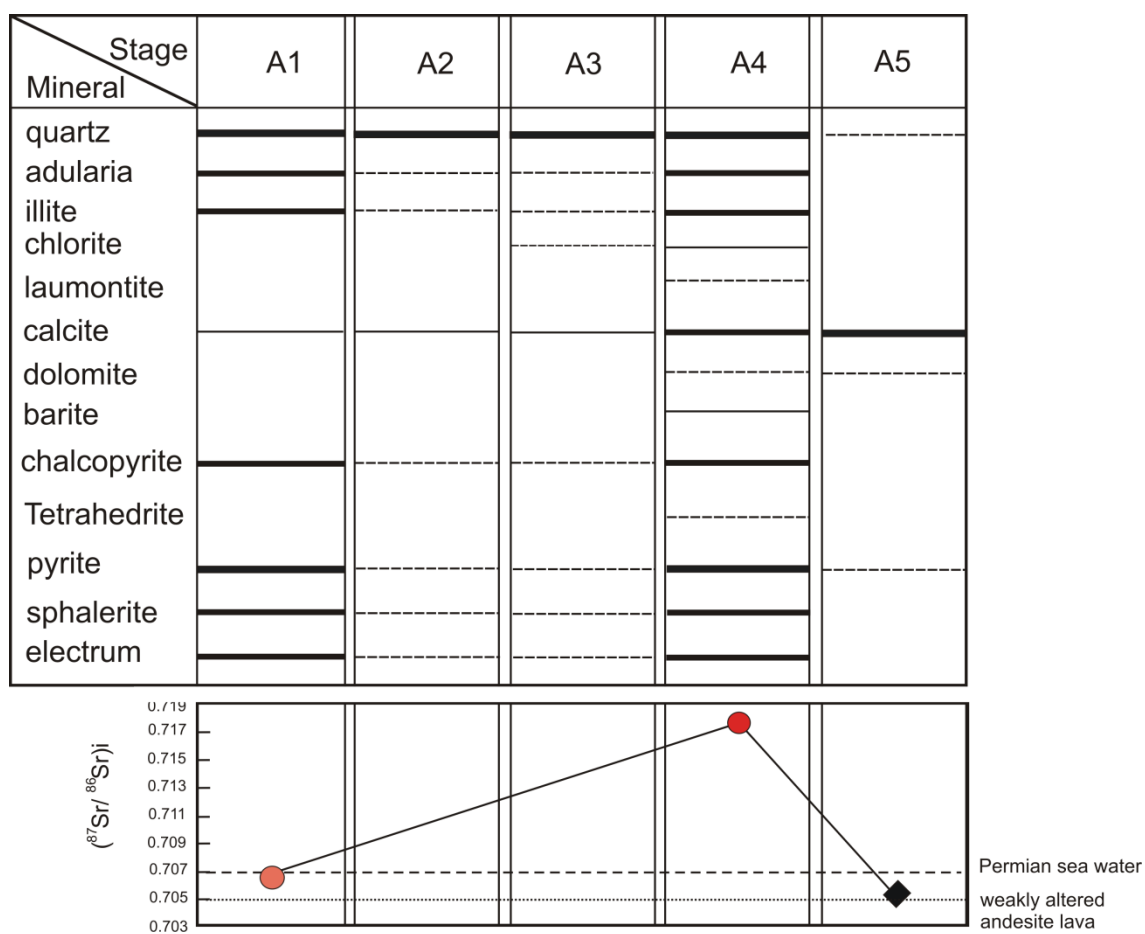 Stage
Mineral
A1 A2 A3 A4 A5
quartz
adularia
illite
chlorite
laumontite
calcite
dolomite
barite
chalcopyrite
Tetrahedrite
pyrite
sphalerite
electrum
(87Sr/ 86Sr)i
0.719
0.717
0.715
0.713
0.711
0.709
0.707
0.705
0.703
Permian sea water
weakly altered
andesite lava